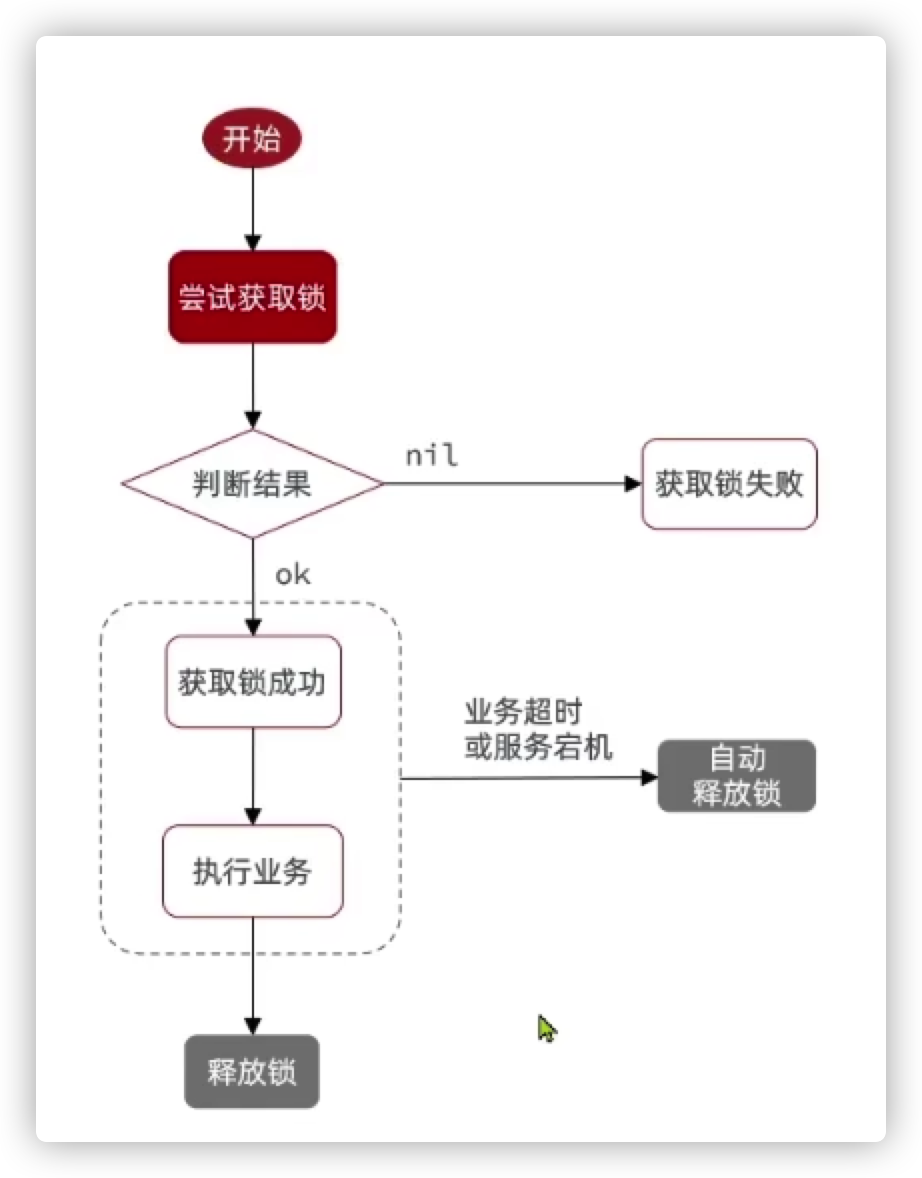 开始
尝试获取锁
判断结果
nil
获取锁失败
ok
获取锁成功
业务超时
或服务宕机
自动
释放锁
执行业务
释放锁